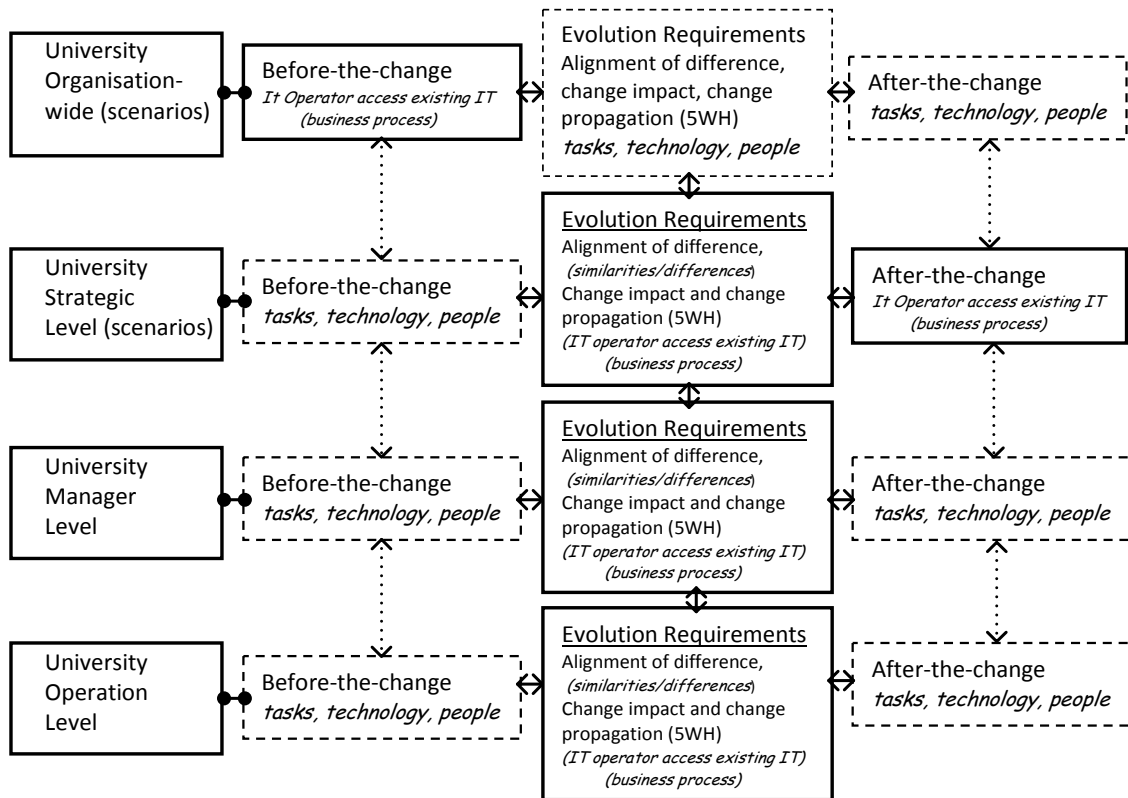 University
Organisation-
wide (scenarios)
Before-the-change
It Operator access existing IT
(business process)
Evolution Requirements
Alignment of difference,
change impact, change
propagation (5WH)
tasks, technology, people
After-the-change
tasks, technology, people
University
Strategic
Level (scenarios)
Before-the-change
tasks, technology, people
Evolution Requirements
Alignment of difference,
(similarities/differences)
Change impact and change
propagation (5WH)
(IT operator access existing IT)
(business process)
After-the-change
It Operator access existing IT
(business process)
University
Manager
Level
Before-the-change
tasks, technology, people
Evolution Requirements
Alignment of difference,
(similarities/differences)
Change impact and change
propagation (5WH)
(IT operator access existing IT)
(business process)
After-the-change
tasks, technology, people
University
Operation
Level
Before-the-change
tasks, technology, people
Evolution Requirements
Alignment of difference,
(similarities/differences)
Change impact and change
propagation (5WH)
(IT operator access existing IT)
(business process)
After-the-change
tasks, technology, people